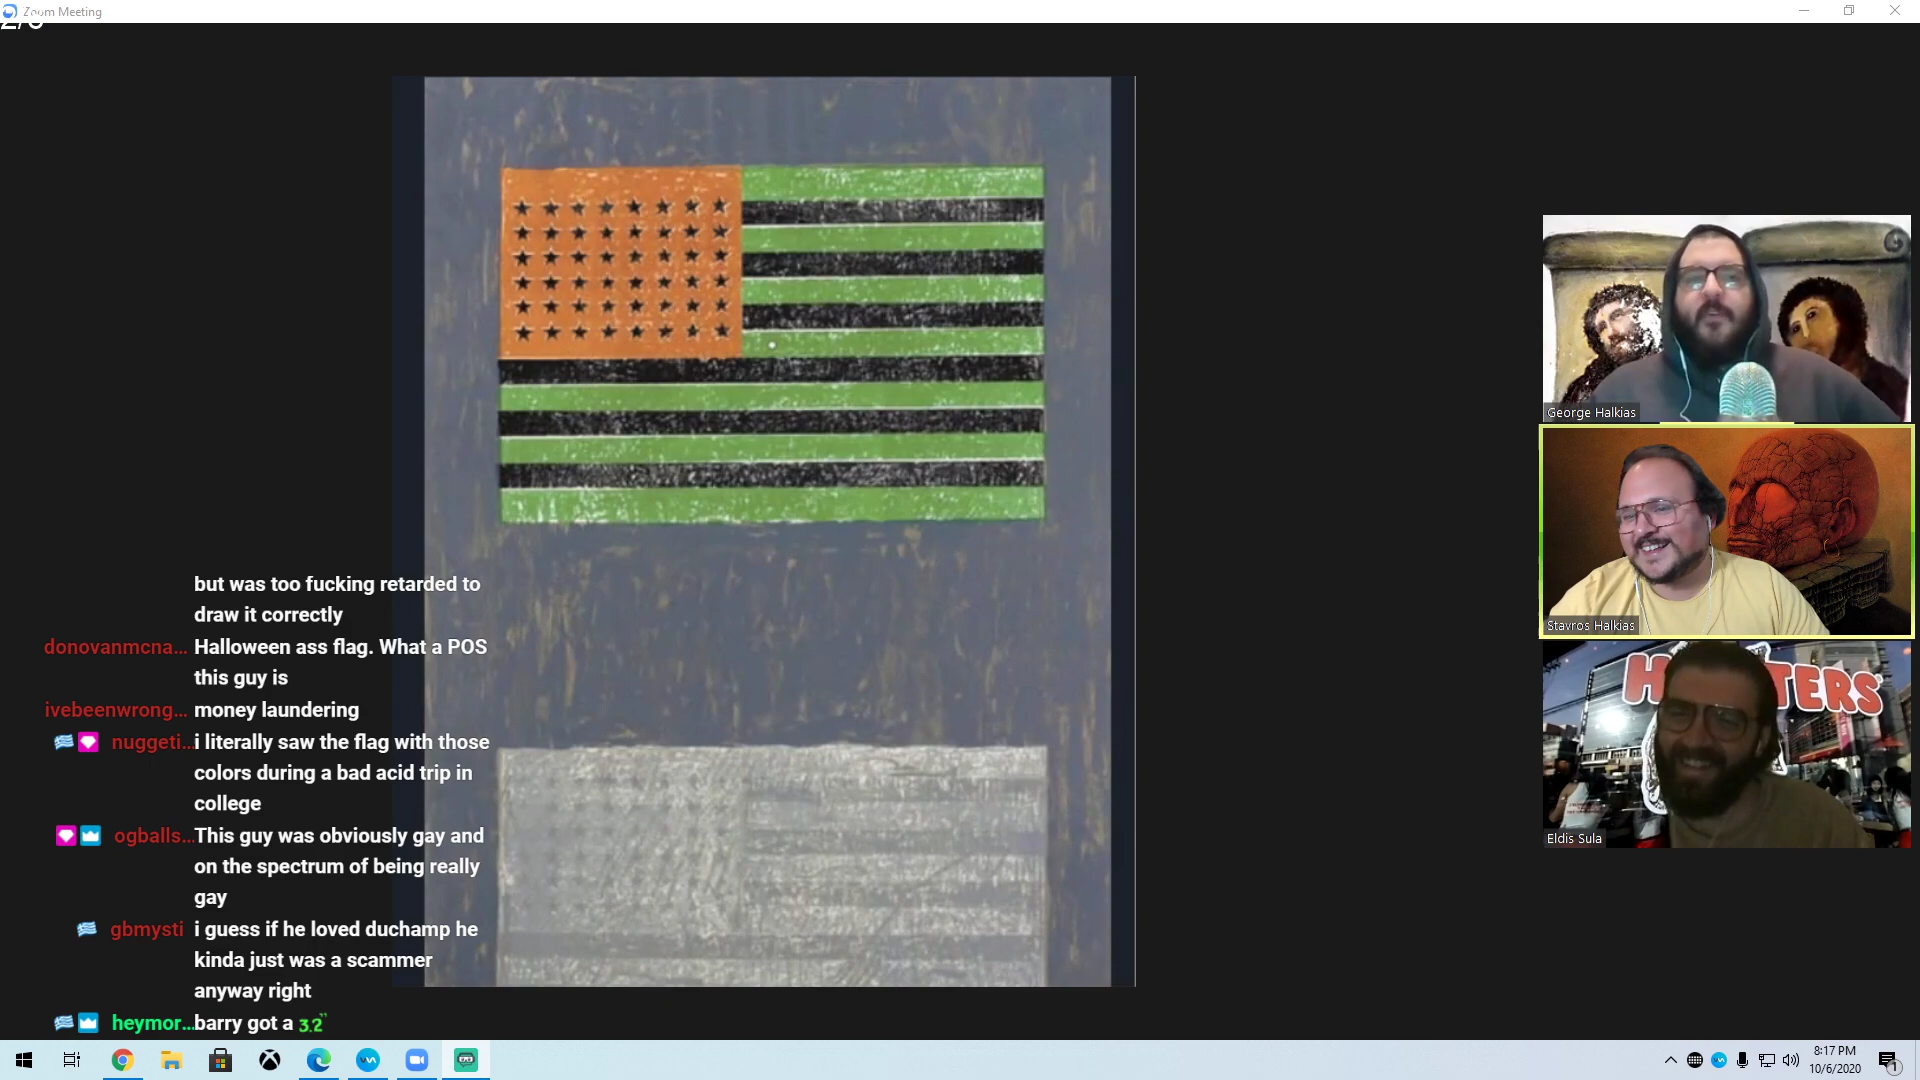 Zoom Meeting
but was too fucking retarded to
draw it correctly
donovanmcna... Halloween ass flag. What a POS
this guy is
ivebeenwrong... money laundering
nuggeti... i literally saw the flag with those
colors during a bad acid trip in
college
ogballs... This guy was obviously gay and
on the spectrum of being really
gay
gbmysti i guess if he loved duchamp he
kinda just was a scammer
anyway right
heymor... barry got a 3.2"
George Halkias
Stavros Halkias
Eldis Sula
8:17 PM
10/6/2020
1